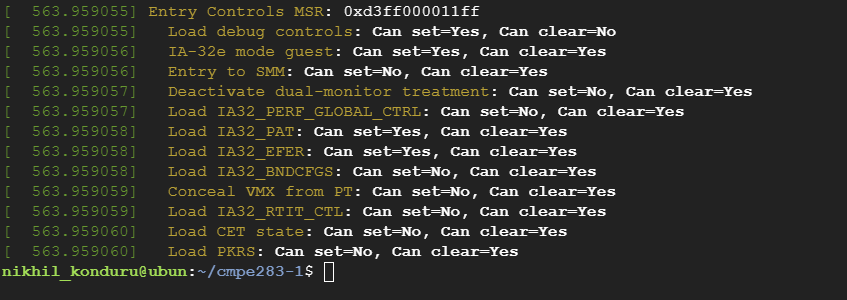 [  563.959055] Entry Controls MSR: 0xd3ff000011ff
[  563.959055]   Load debug controls: Can set=Yes, Can clear=No
[  563.959056]   IA-32e mode guest: Can set=Yes, Can clear=Yes
[  563.959056]   Entry to SMM: Can set=No, Can clear=Yes
[  563.959057]   Deactivate dual-monitor treatment: Can set=No, Can clear=Yes
[  563.959057]   Load IA32_PERF_GLOBAL_CTRL: Can set=No, Can clear=Yes
[  563.959058]   Load IA32_PAT: Can set=Yes, Can clear=Yes
[  563.959058]   Load IA32_EFER: Can set=Yes, Can clear=Yes
[  563.959058]   Load IA32_BNDCFGS: Can set=No, Can clear=Yes
[  563.959059]   Conceal VMX from PT: Can set=No, Can clear=Yes
[  563.959059]   Load IA32_RTIT_CTL: Can set=No, Can clear=Yes
[  563.959060]   Load CET state: Can set=No, Can clear=Yes
[  563.959060]   Load PKRS: Can set=No, Can clear=Yes
nikhil_konduru@ubun:~/cmpe283-1$